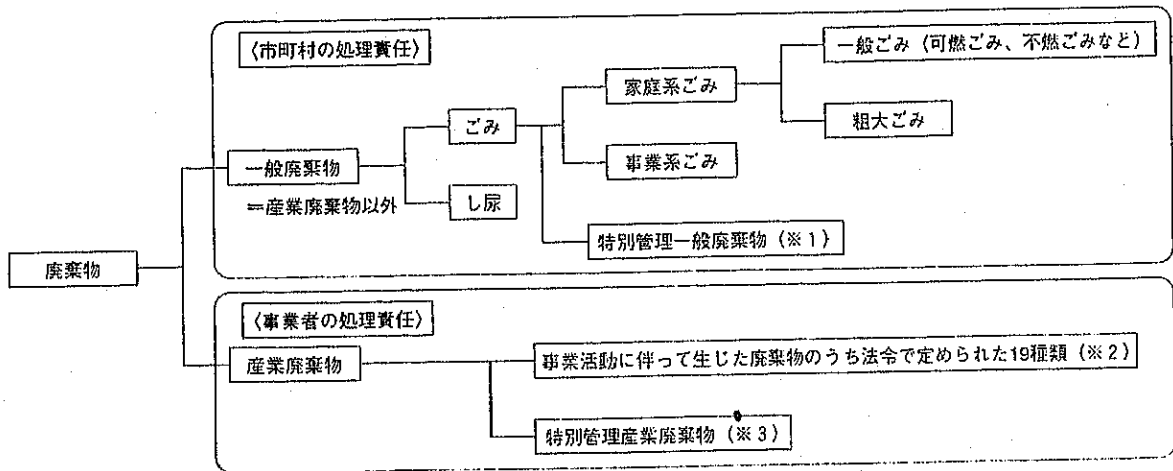 〈市町村の処理責任〉
一般ごみ（可燃ごみ、不燃ごみなど）
家庭系ごみ
粗大ごみ
ごみ
事業系ごみ
一般廃棄物
＝産業廃棄物以外
し尿
特別管理一般廃棄物（※1）
廃棄物
〈事業者の処理責任〉
産業廃棄物
事業活動に伴って生じた廃棄物のうち法令で定められた19種類（※2）
特別管理産業廃棄物（※3）